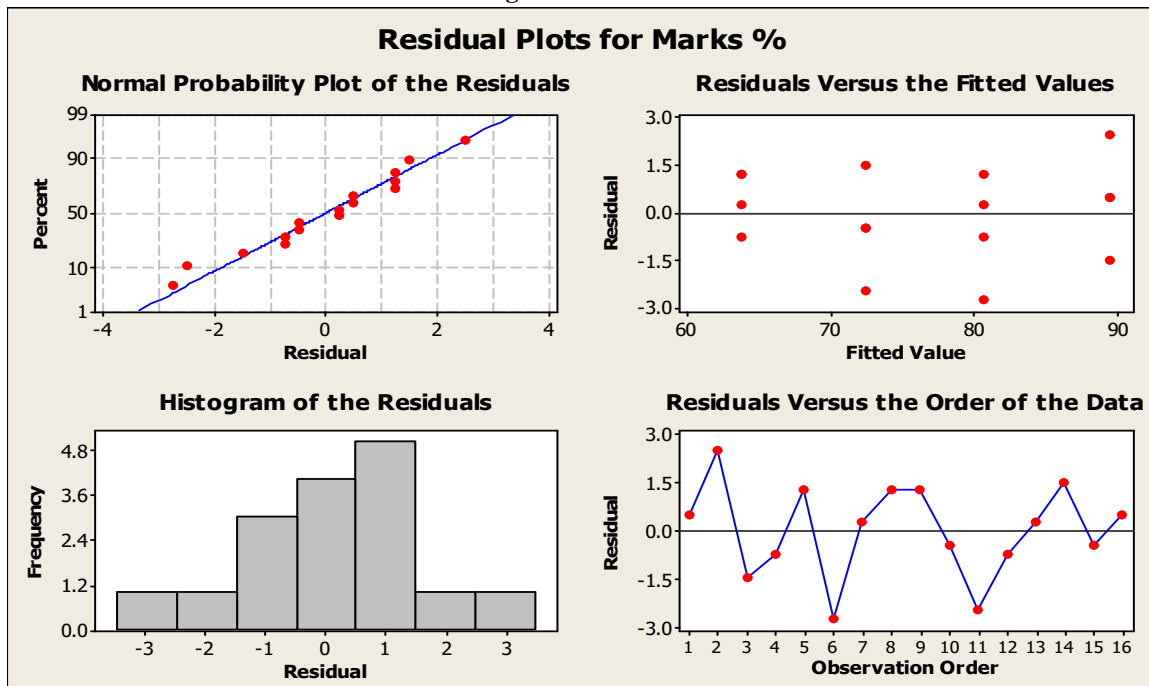 Residual Plots for Marks %
Normal Probability Plot of the Residuals
99
90
50
10
1
Percent
-4 -2 0 2 4
Residual
Residuals Versus the Fitted Values
3.0
1.5
0.0
-1.5
-3.0
Residual
60 70 80 90
Fitted Value
Histogram of the Residuals
4.8
3.6
2.4
1.2
0.0
Frequency
-3 -2 -1 0 1 2 3
Residual
Residuals Versus the Order of the Data
3.0
1.5
0.0
-1.5
-3.0
Residual
1 2 3 4 5 6 7 8 9 10 11 12 13 14 15 16
Observation Order